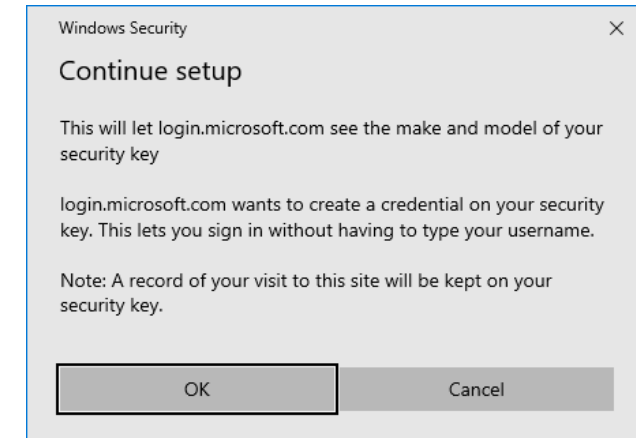 Windows Security
Continue setup
This will let login.microsoft.com see the make and model of your
security key
login.microsoft.com wants to create a credential on your security
key. This lets you sign in without having to type your username.
Note: A record of your visit to this site will be kept on your
security key.
OK
Cancel